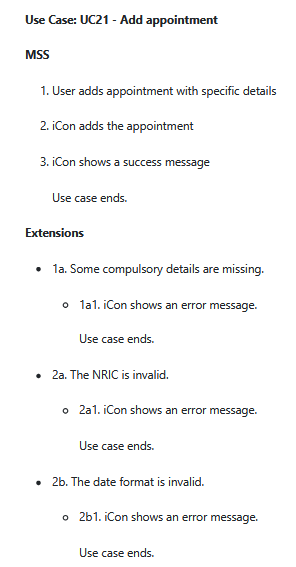 Use Case: UC21 - Add appointment
MSS
1. User adds appointment with specific details
2. iCon adds the appointment
3. iCon shows a success message
Use case ends.
Extensions
• 1a. Some compulsory details are missing.
○ 1a1. iCon shows an error message.
Use case ends.
• 2a. The NRIC is invalid.
○ 2a1. iCon shows an error message.
Use case ends.
• 2b. The date format is invalid.
○ 2b1. iCon shows an error message.
Use case ends.